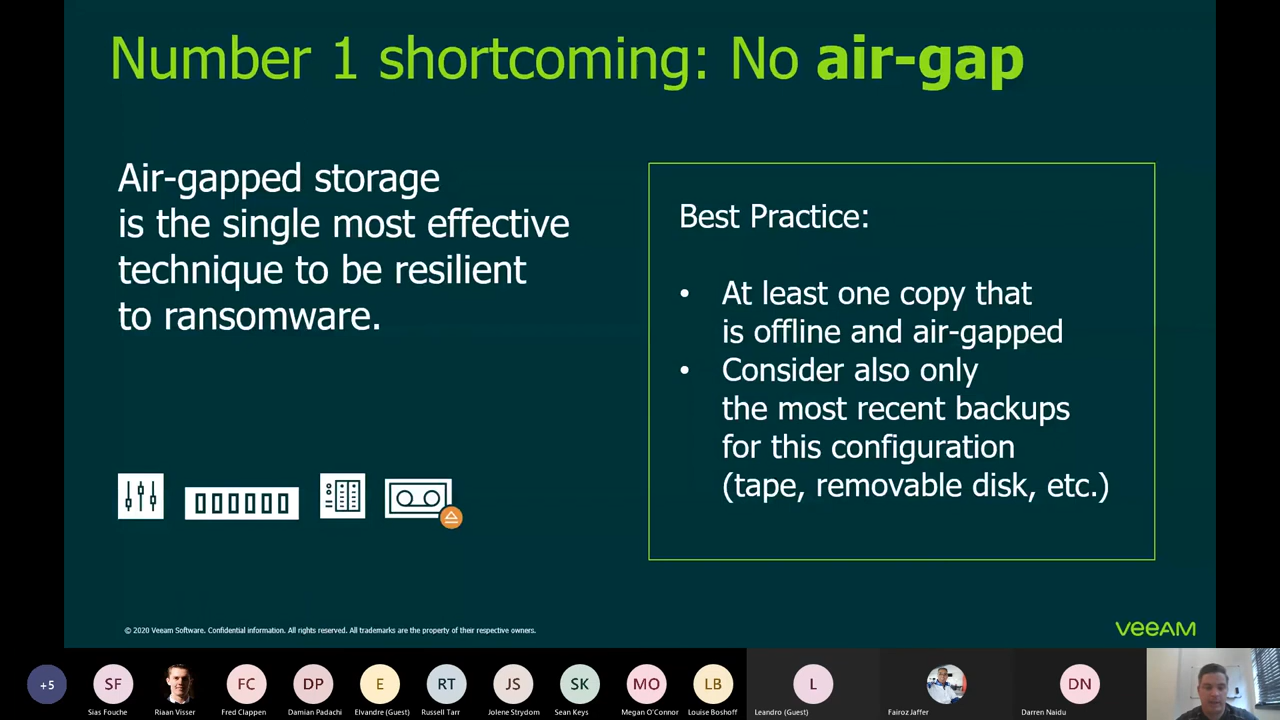 Number 1 shortcoming: No air-gap
Air-gapped storage
is the single most effective
technique to be resilient
to ransomware.
Best Practice:
• At least one copy that
is offline and air-gapped
• Consider also only
the most recent backups
for this configuration
(tape, removable disk, etc.)
© 2020 Veeam Software. Confidential information. All rights reserved. All trademarks are the property of their respective owners.
VEEAM
+5
SF
FC
DP
E
RT
JS
SK
MO
LB
L
DN
Sias Fouche
Riaan Visser
Fred Clappen
Damian Padachi
Elvandre (Guest)
Russell Tarr
Jolene Strydom
Sean Keys
Megan O'Connor
Louise Boshoff
Leandro (Guest)
Fairoz Jaffer
Darren Naidu